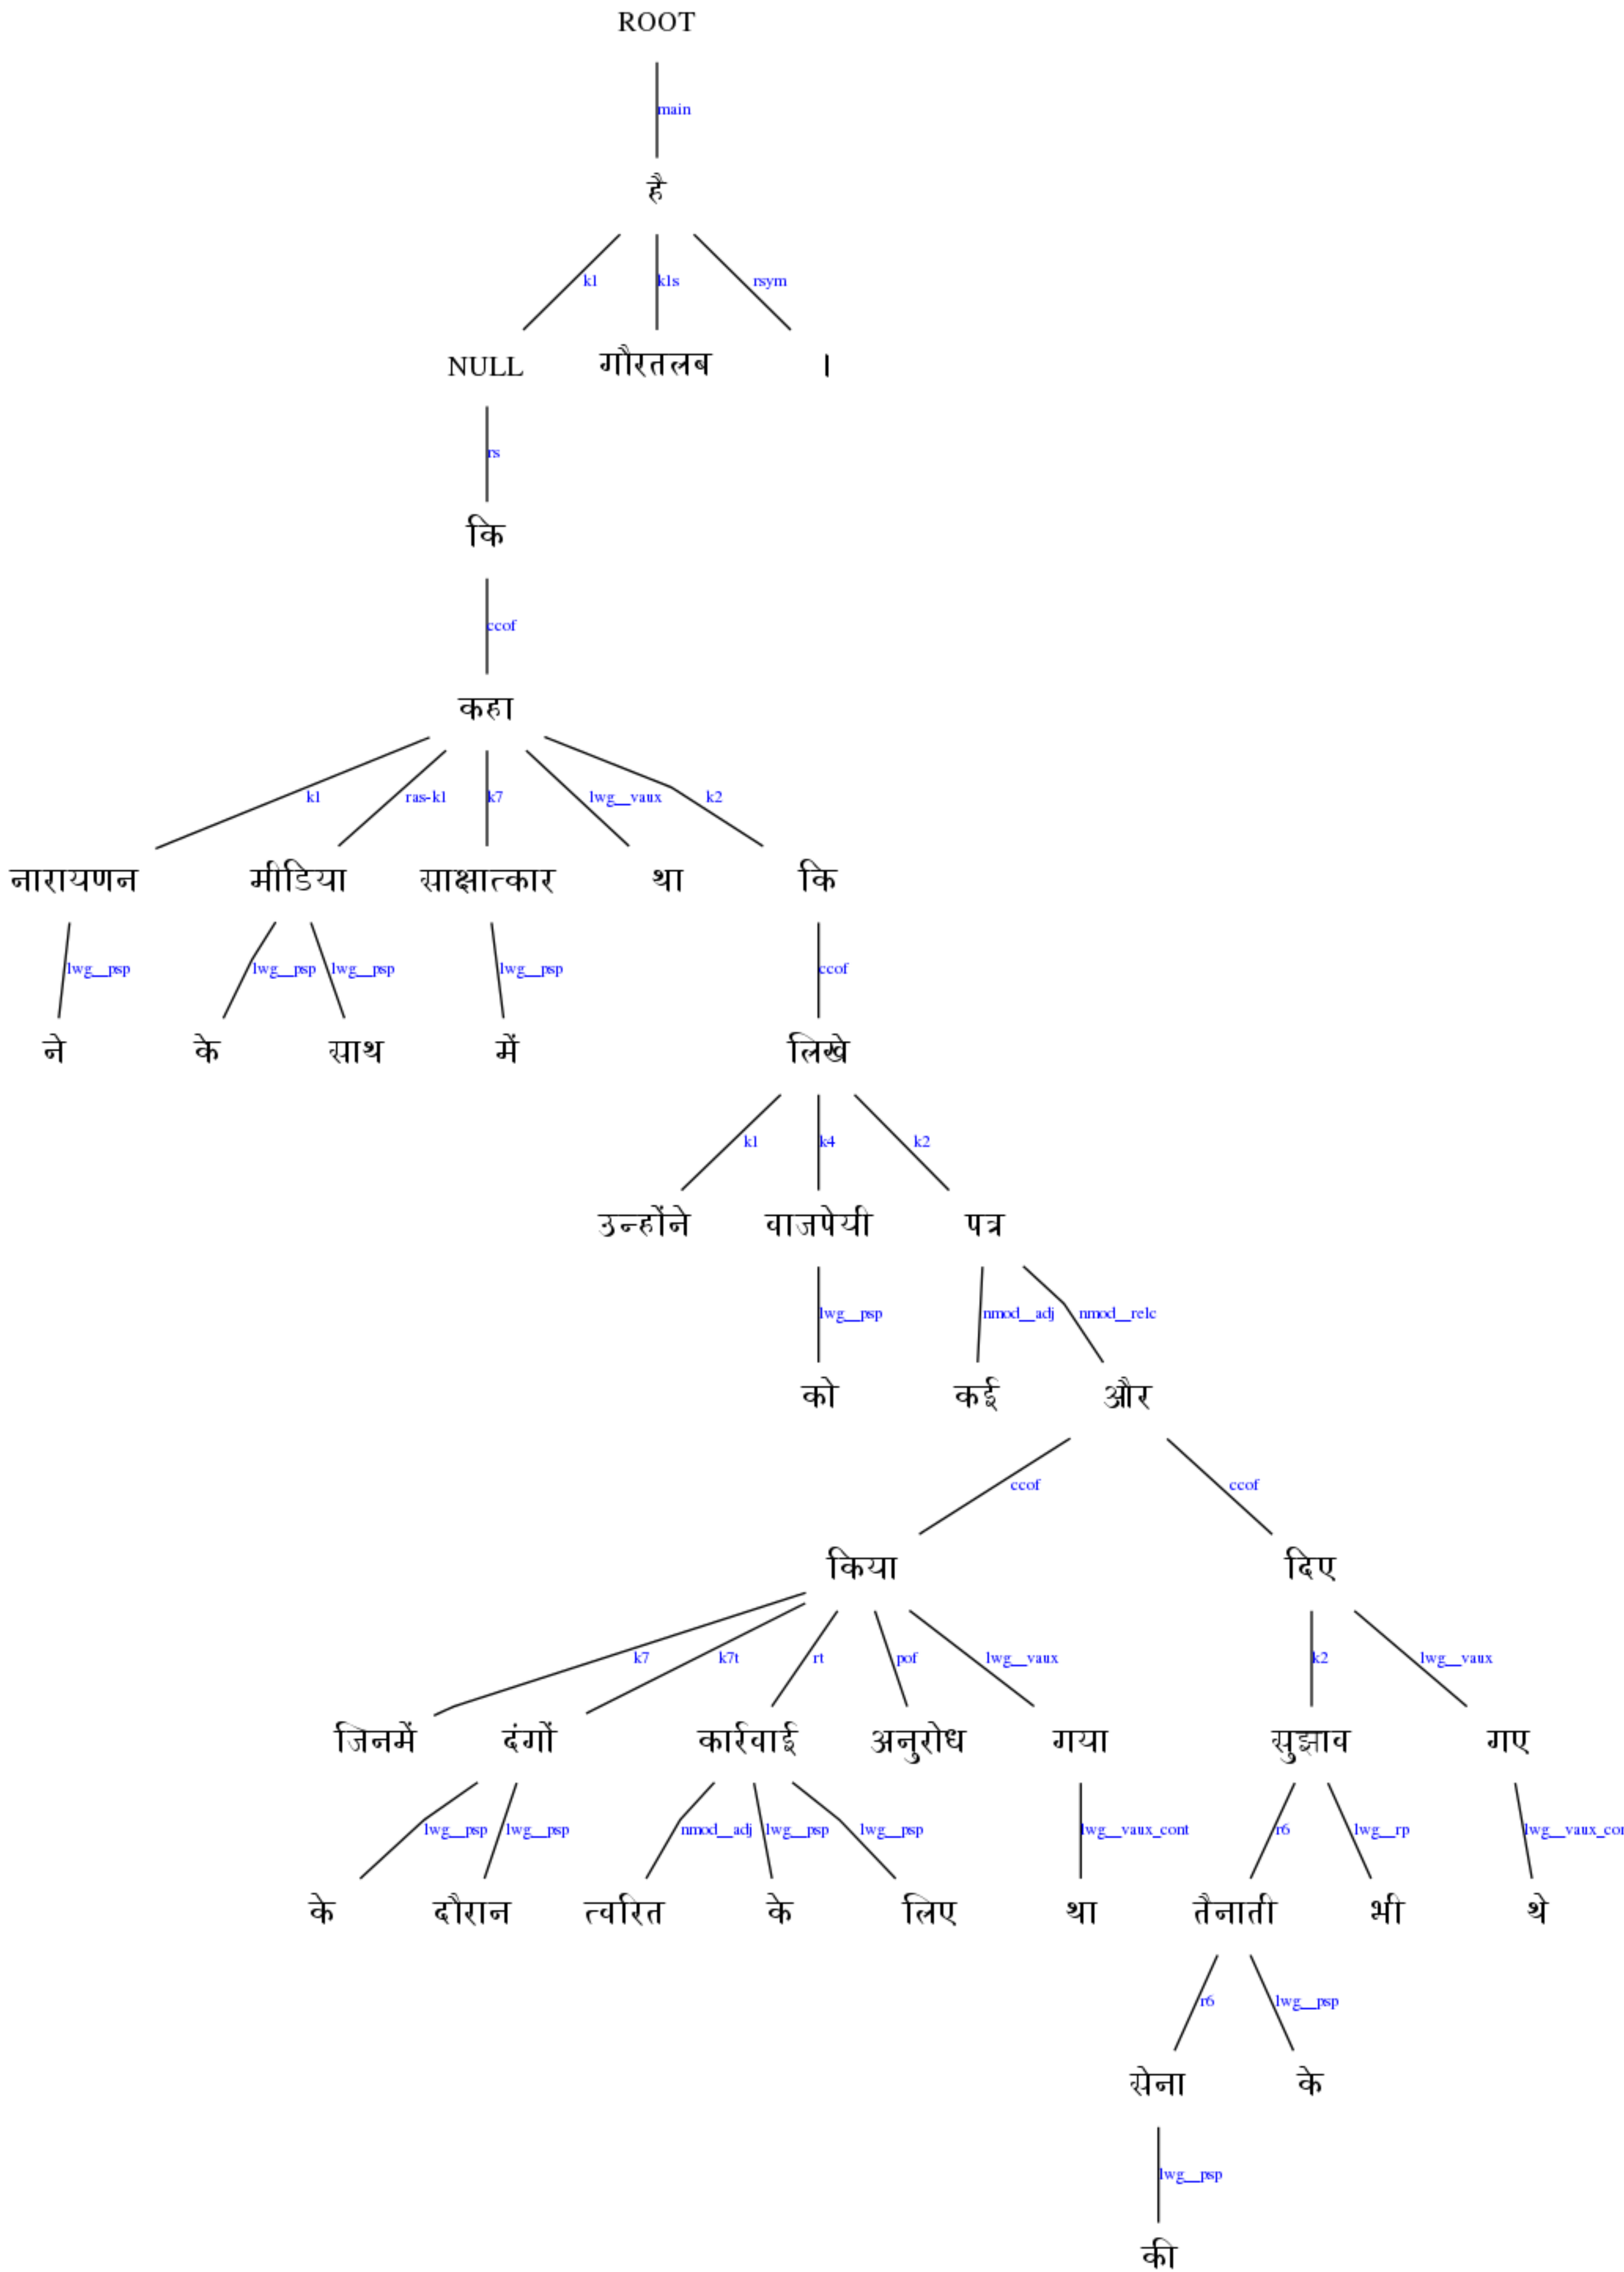 ROOT
main
है
k1 k1s rsym
NULL गौरतलब ।
rs
कि
ccof
कहा
k1 ras-k1 k7 lwg__vaux k2
नारायणन मीडिया साक्षात्कार था कि
lwg__psp lwg__psp lwg__psp lwg__psp ccof
ने के साथ में लिखे
k1 k4 k2
उन्होंने वाजपेयी पत्र
lwg__psp nmod__adj nmod__relc
को कई और
ccof ccof
किया दिए
k7 k7t rt pof lwg__vaux k2 lwg__vaux
जिनमें दंगों कार्रवाई अनुरोध गया सुझाव गए
lwg__psp lwg__psp nmod__adj lwg__psp lwg__psp lwg__vaux_cont r6 lwg__rp lwg__vaux_con
के दौरान त्वरित के लिए था तैनाती भी थे
r6 lwg__psp
सेना के
lwg__psp
की